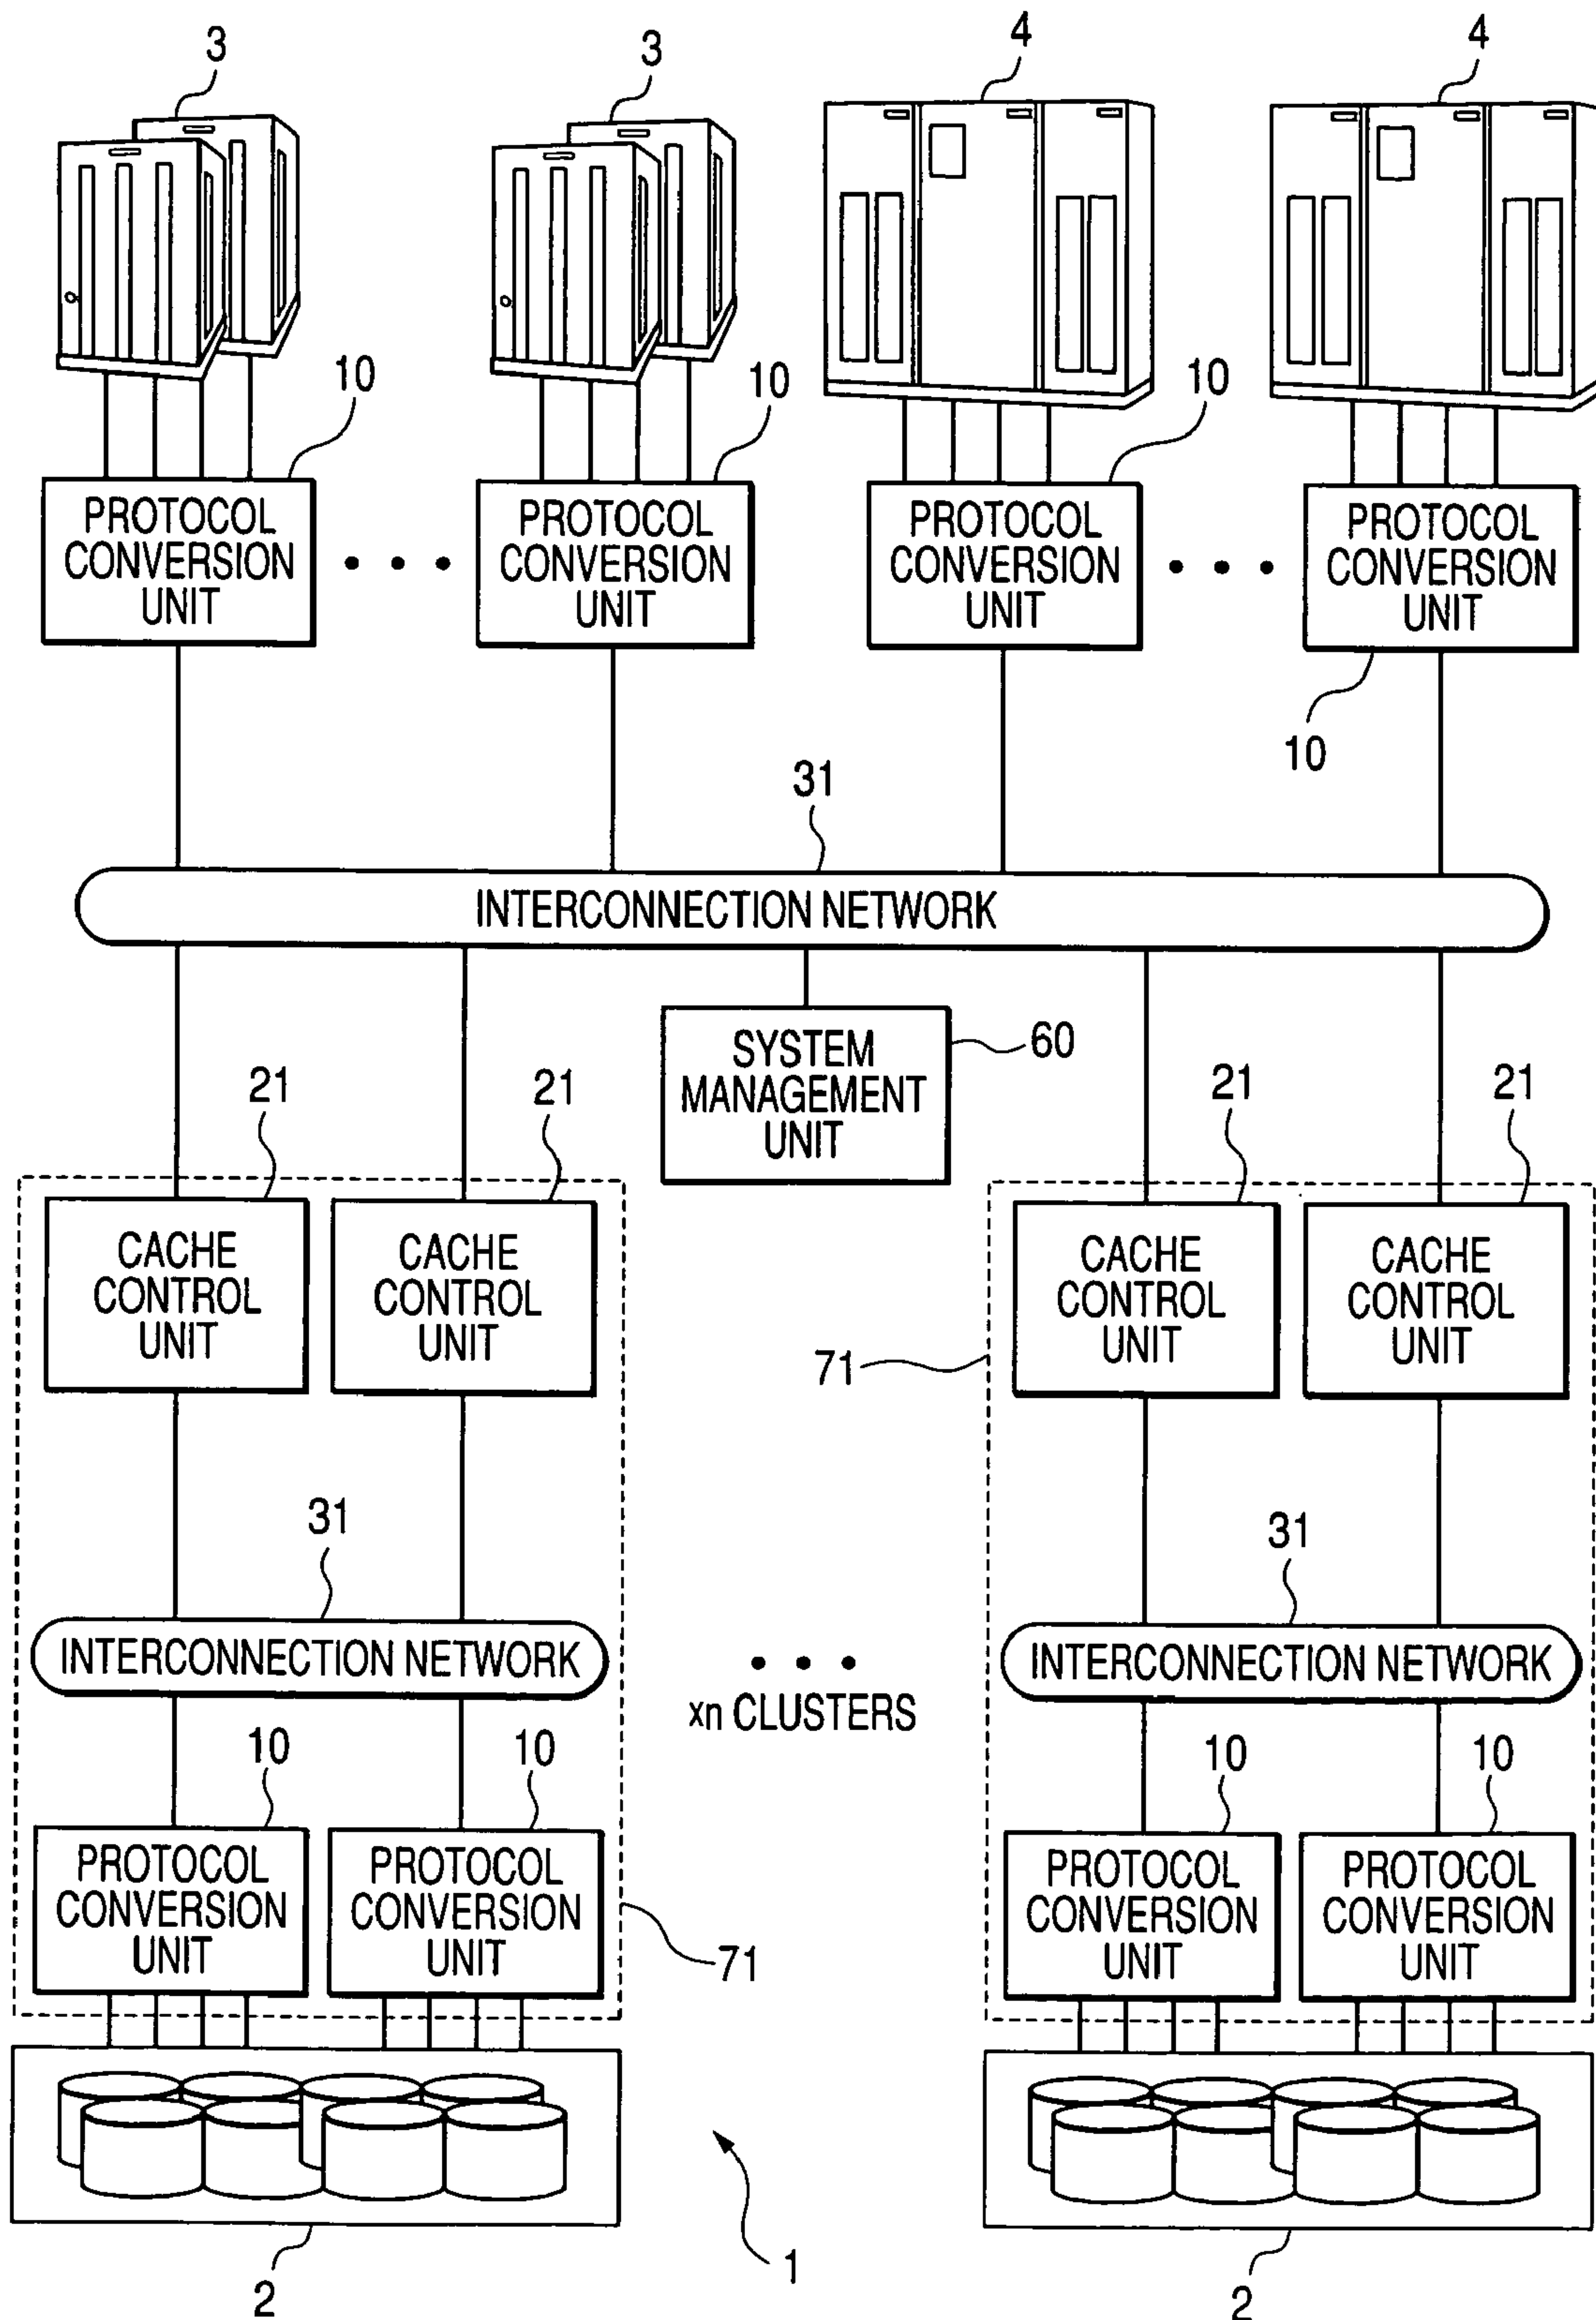 3
3
4
4
10
10
10
PROTOCOL
CONVERSION
UNIT
PROTOCOL
CONVERSION
UNIT
PROTOCOL
CONVERSION
UNIT
PROTOCOL
CONVERSION
UNIT
10
31
INTERCONNECTION NETWORK
SYSTEM
MANAGEMENT
UNIT
60
21
21
21
21
CACHE
CONTROL
UNIT
CACHE
CONTROL
UNIT
CACHE
CONTROL
UNIT
CACHE
CONTROL
UNIT
71
31
31
INTERCONNECTION NETWORK
INTERCONNECTION NETWORK
xn CLUSTERS
10
10
10
10
PROTOCOL
CONVERSION
UNIT
PROTOCOL
CONVERSION
UNIT
PROTOCOL
CONVERSION
UNIT
PROTOCOL
CONVERSION
UNIT
71
2
1
2